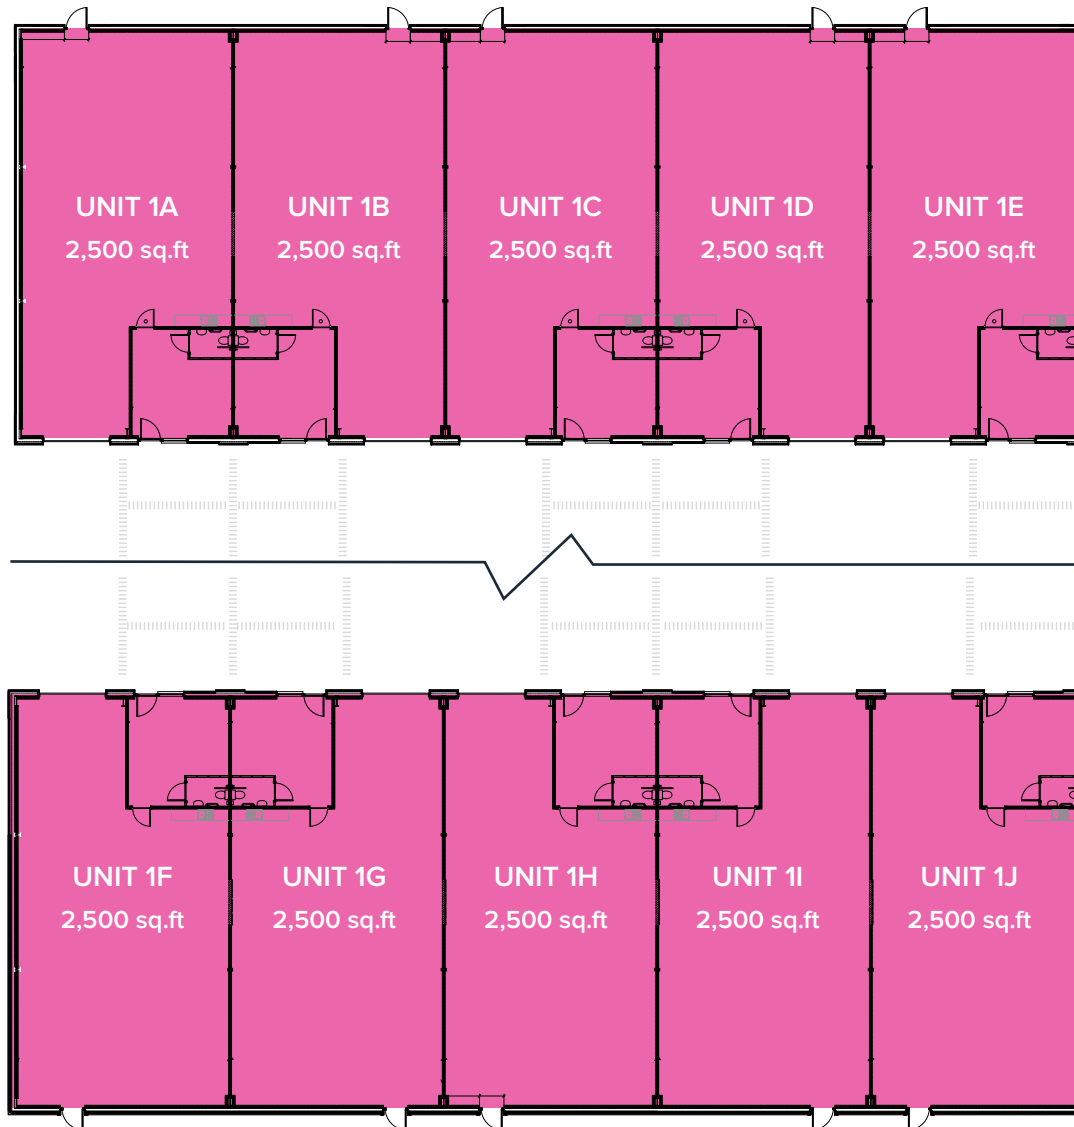 UNIT 1A
2,500 sq.ft
UNIT 1B
2,500 sq.ft
UNIT 1C
2,500 sq.ft
UNIT 1D
2,500 sq.ft
UNIT 1E
2,500 sq.ft
UNIT 1F
2,500 sq.ft
UNIT 1G
2,500 sq.ft
UNIT 1H
2,500 sq.ft
UNIT 1I
2,500 sq.ft
UNIT 1J
2,500 sq.ft